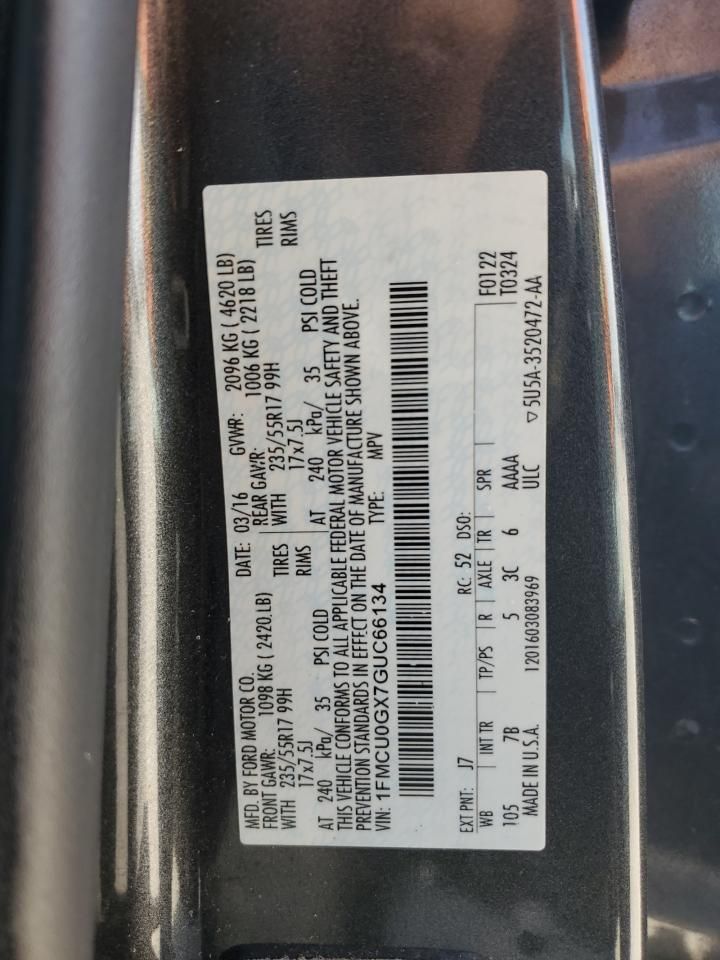 MFD. BY FORD MOTOR CO. DATE: 03/16 GVWR: 2096 KG ( 4620 LB)
FRONT GAWR: 1098 KG ( 2420.LB) REAR GAWR: 1006 KG ( 2218 LB)
WITH 235/55R17 99H TIRES WITH 235/55R17 99H TIRES
17x7.5J RIMS 17x7.5J RIMS
AT 240 kPa/ 35 PSI COLD AT 240 kPa/ 35 PSI COLD
THIS VEHICLE CONFORMS TO ALL APPLICABLE FEDERAL MOTOR VEHICLE SAFETY AND THEFT
PREVENTION STANDARDS IN EFFECT ON THE DATE OF MANUFACTURE SHOWN ABOVE.
VIN: 1FMCU0GX7GUC66134 TYPE: MPV
EXT PNT: J7 RC: 52 DSO:
WB INT TR TP/PS R AXLE TR SPR F0122
105 7B 5 3C 6 AAAA T0324
MADE IN U.S.A. 1201603083969 ULC
▽ 5U5A-3520472-AA